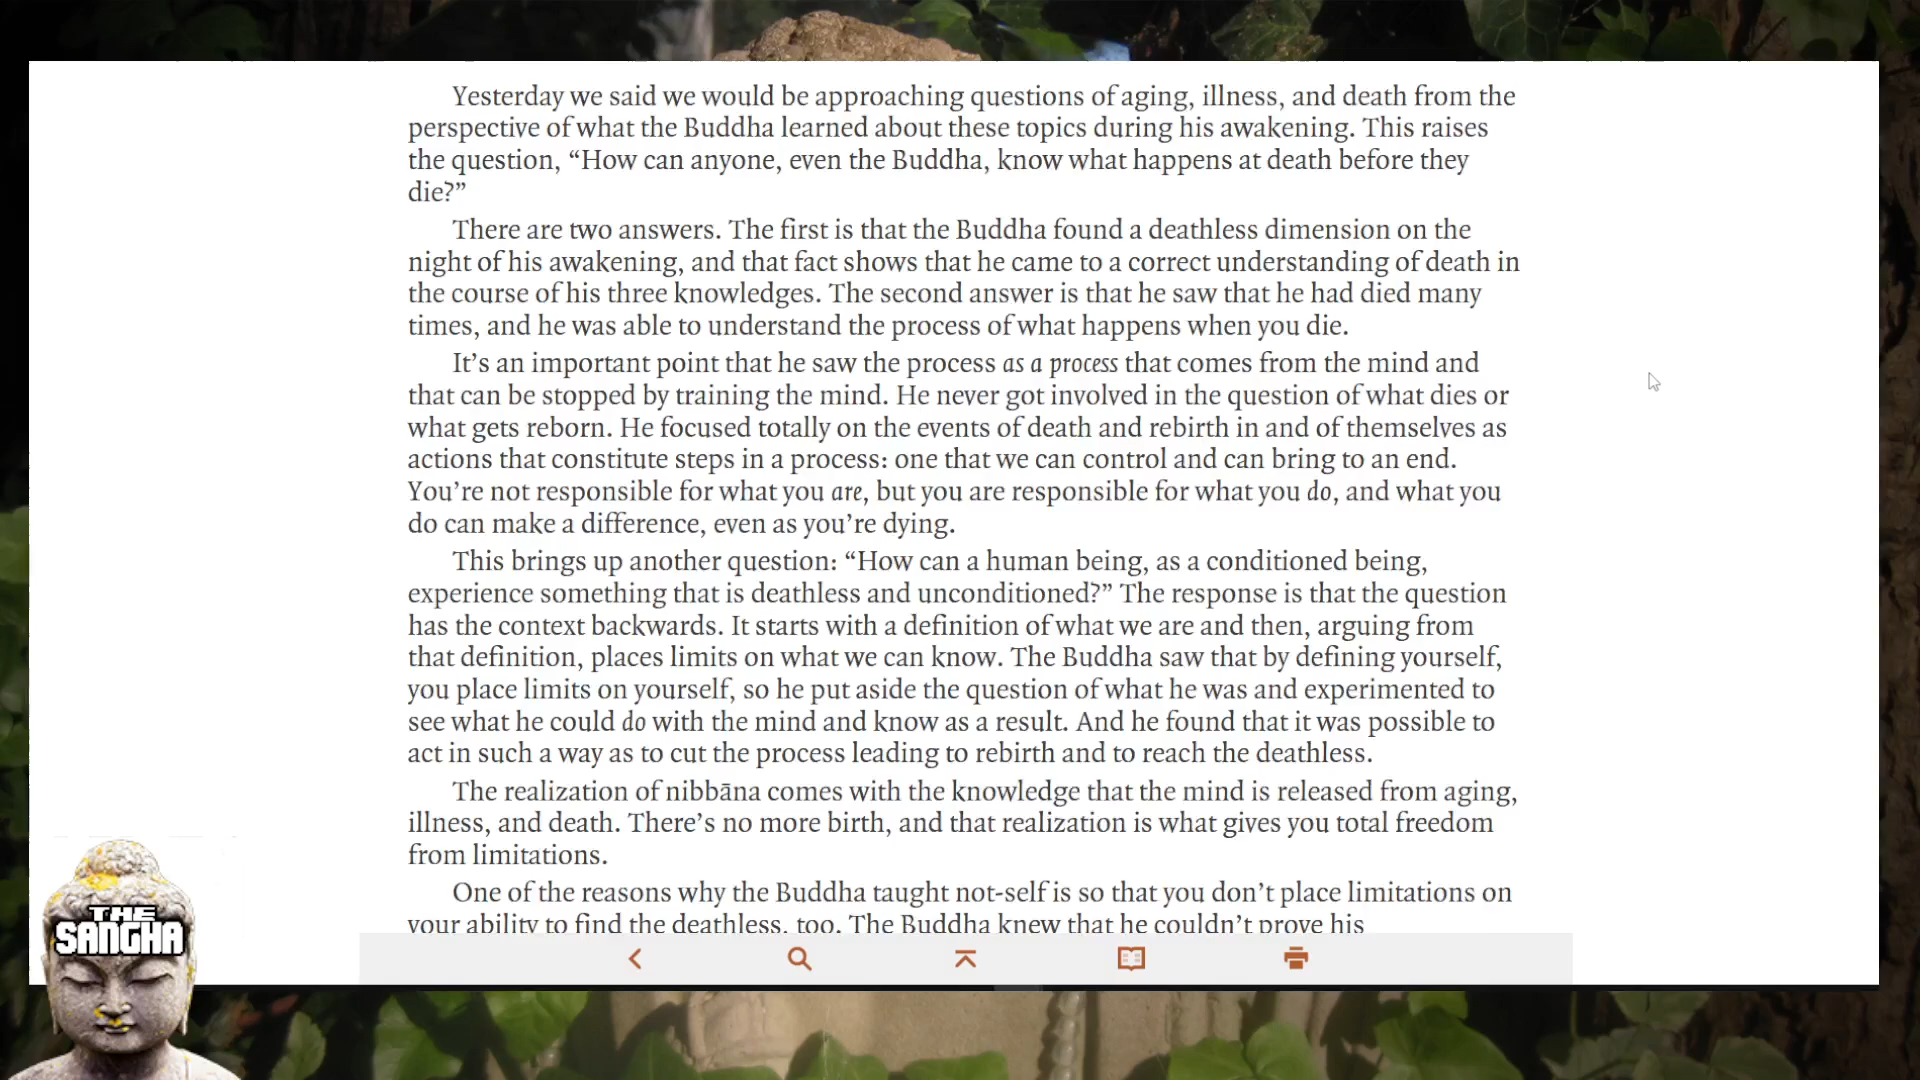 Yesterday we said we would be approaching questions of aging, illness, and death from the
perspective of what the Buddha learned about these topics during his awakening. This raises
the question, “How can anyone, even the Buddha, know what happens at death before they
die?”
There are two answers. The first is that the Buddha found a deathless dimension on the
night of his awakening, and that fact shows that he came to a correct understanding of death in
the course of his three knowledges. The second answer is that he saw that he had died many
times, and he was able to understand the process of what happens when you die.
It’s an important point that he saw the process as a process that comes from the mind and
that can be stopped by training the mind. He never got involved in the question of what dies or
what gets reborn. He focused totally on the events of death and rebirth in and of themselves as
actions that constitute steps in a process: one that we can control and can bring to an end.
You’re not responsible for what you are, but you are responsible for what you do, and what you
do can make a difference, even as you’re dying.
This brings up another question: “How can a human being, as a conditioned being,
experience something that is deathless and unconditioned?” The response is that the question
has the context backwards. It starts with a definition of what we are and then, arguing from
that definition, places limits on what we can know. The Buddha saw that by defining yourself,
you place limits on yourself, so he put aside the question of what he was and experimented to
see what he could do with the mind and know as a result. And he found that it was possible to
act in such a way as to cut the process leading to rebirth and to reach the deathless.
The realization of nibbāna comes with the knowledge that the mind is released from aging,
illness, and death. There’s no more birth, and that realization is what gives you total freedom
from limitations.
One of the reasons why the Buddha taught not-self is so that you don’t place limitations on
your ability to find the deathless, too. The Buddha knew that he couldn’t prove his
THE
SANGHA